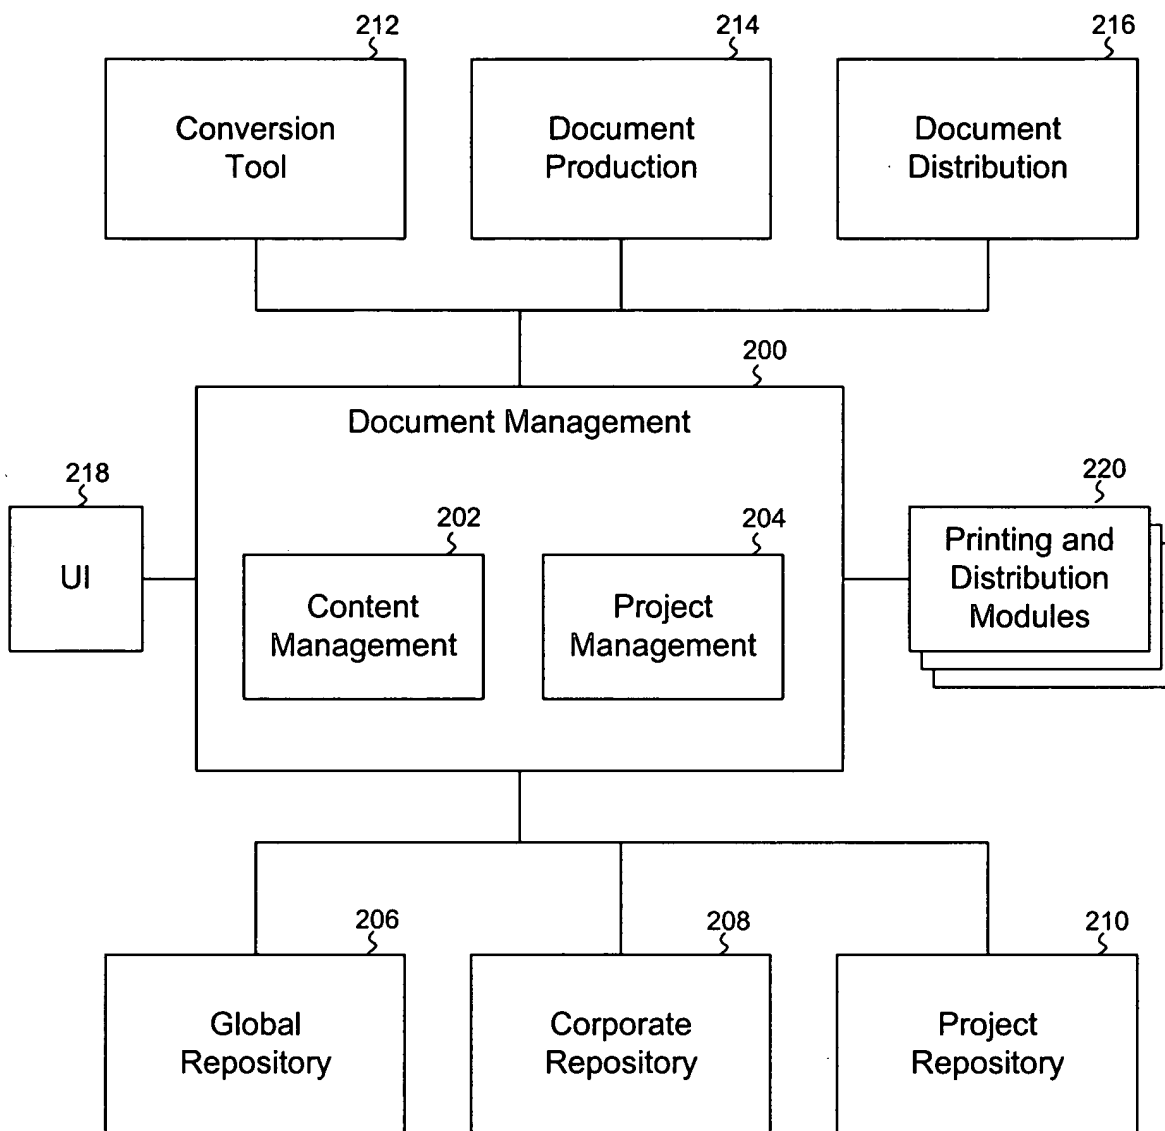 212
214
216
Conversion
Tool
Document
Production
Document
Distribution
200
Document Management
218
UI
202
Content
Management
204
Project
Management
220
Printing and
Distribution
Modules
206
Global
Repository
208
Corporate
Repository
210
Project
Repository